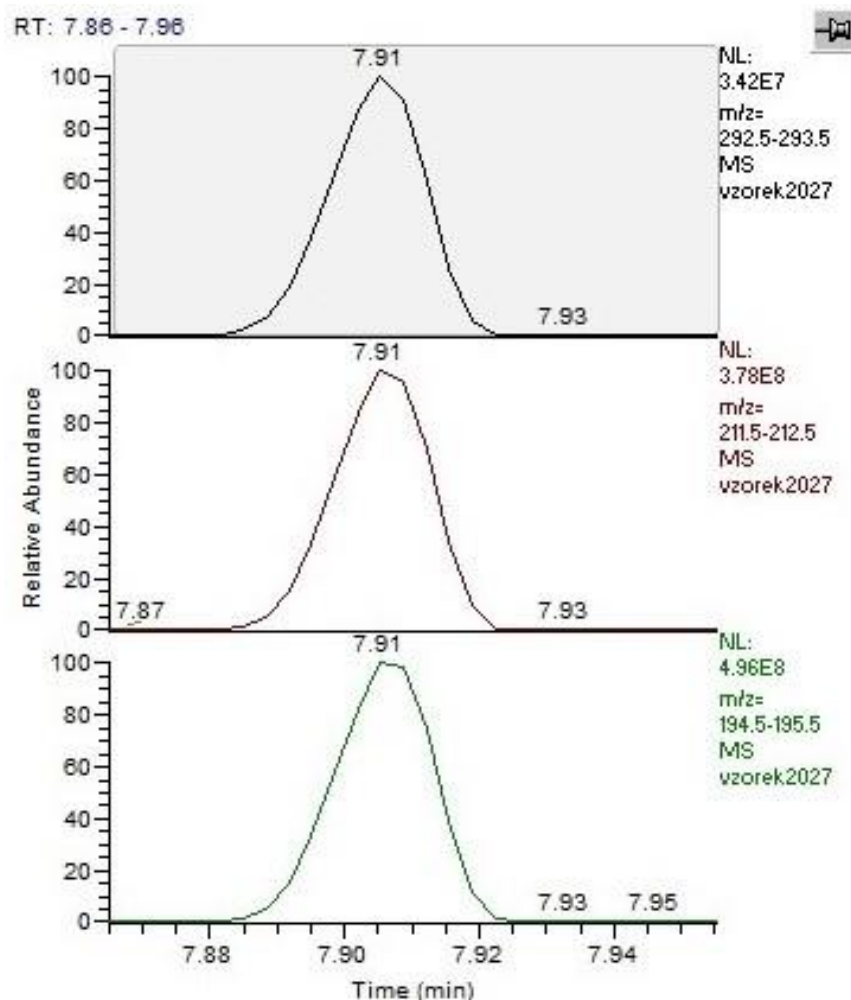 RT: 7.86 - 7.96
7.91
NL:
3.42E7
m/z=
292.5-293.5
MS
vzorek2027
100
80
60
40
20
0
7.93
7.91
NL:
3.78E8
m/z=
211.5-212.5
MS
vzorek2027
100
80
60
40
20
0
7.87
7.93
Relative Abundance
7.91
NL:
4.96E8
m/z=
194.5-195.5
MS
vzorek2027
100
80
60
40
20
0
7.93 7.95
7.88 7.90 7.92 7.94
Time (min)